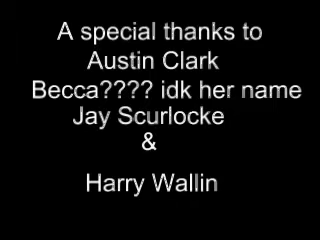 A special thanks to
Austin Clark
Becca???? idk her name
Jay Scurlocke
&
Harry Wallin